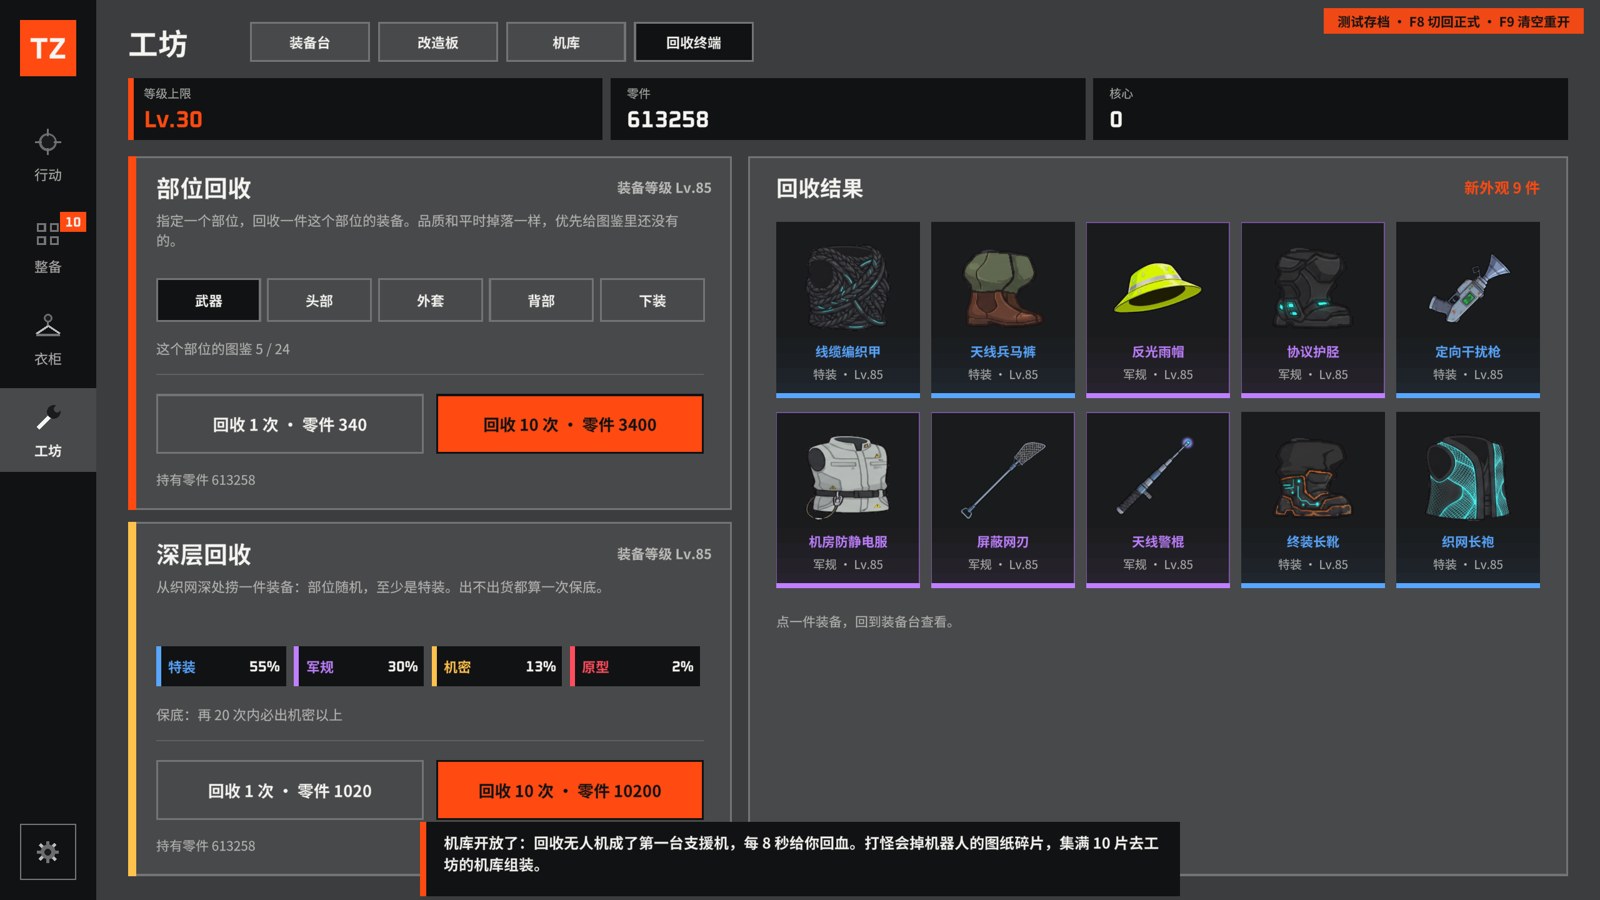 TZ
行动
10
整备
衣柜
工坊
工坊
装备台
改造板
机库
回收终端
测试存档 · F8 切回正式 · F9 清空重开
等级上限
Lv.30
零件
613258
核心
0
部位回收
装备等级 Lv.85
指定一个部位，回收一件这个部位的装备。品质和平时掉落一样，优先给图鉴里还没有
的。
武器
头部
外套
背部
下装
这个部位的图鉴 5 / 24
回收 1 次 · 零件 340
回收 10 次 · 零件 3400
持有零件 613258
深层回收
装备等级 Lv.85
从织网深处捞一件装备：部位随机，至少是特装。出不出货都算一次保底。
特装 55%
军规 30%
机密 13%
原型 2%
保底：再 20 次内必出机密以上
回收 1 次 · 零件 1020
回收 10 次 · 零件 10200
持有零件 613258
回收结果
新外观 9 件
线缆编织甲
特装 · Lv.85
天线兵马裤
特装 · Lv.85
反光雨帽
军规 · Lv.85
协议护胫
军规 · Lv.85
定向干扰枪
特装 · Lv.85
机房防静电服
军规 · Lv.85
屏蔽网刃
军规 · Lv.85
天线警棍
军规 · Lv.85
终装长靴
特装 · Lv.85
织网长袍
特装 · Lv.85
点一件装备，回到装备台查看。
机库开放了：回收无人机成了第一台支援机，每 8 秒给你回血。打怪会掉机器人的图纸碎片，集满 10 片去工
坊的机库组装。